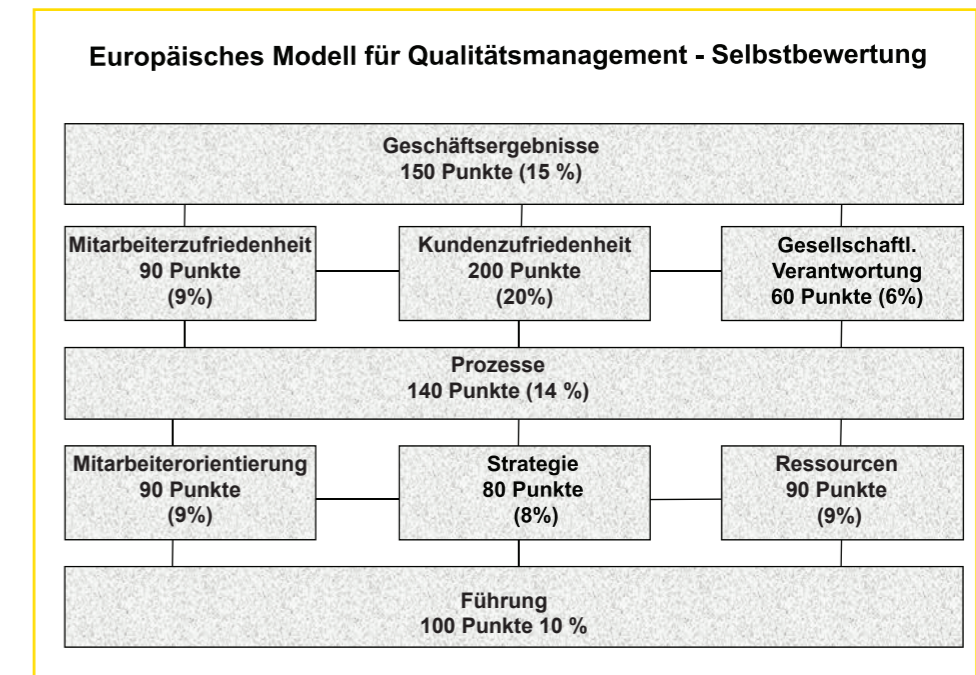 Europäisches Modell für Qualitätsmanagement - Selbstbewertung
Geschäftsergebnisse
150 Punkte (15 %)
Mitarbeiterzufriedenheit
90 Punkte
(9%)
Kundenzufriedenheit
200 Punkte
(20%)
Gesellschaftl.
Verantwortung
60 Punkte (6%)
Prozesse
140 Punkte (14 %)
Mitarbeiterorientierung
90 Punkte
(9%)
Strategie
80 Punkte
(8%)
Ressourcen
90 Punkte
(9%)
Führung
100 Punkte 10 %